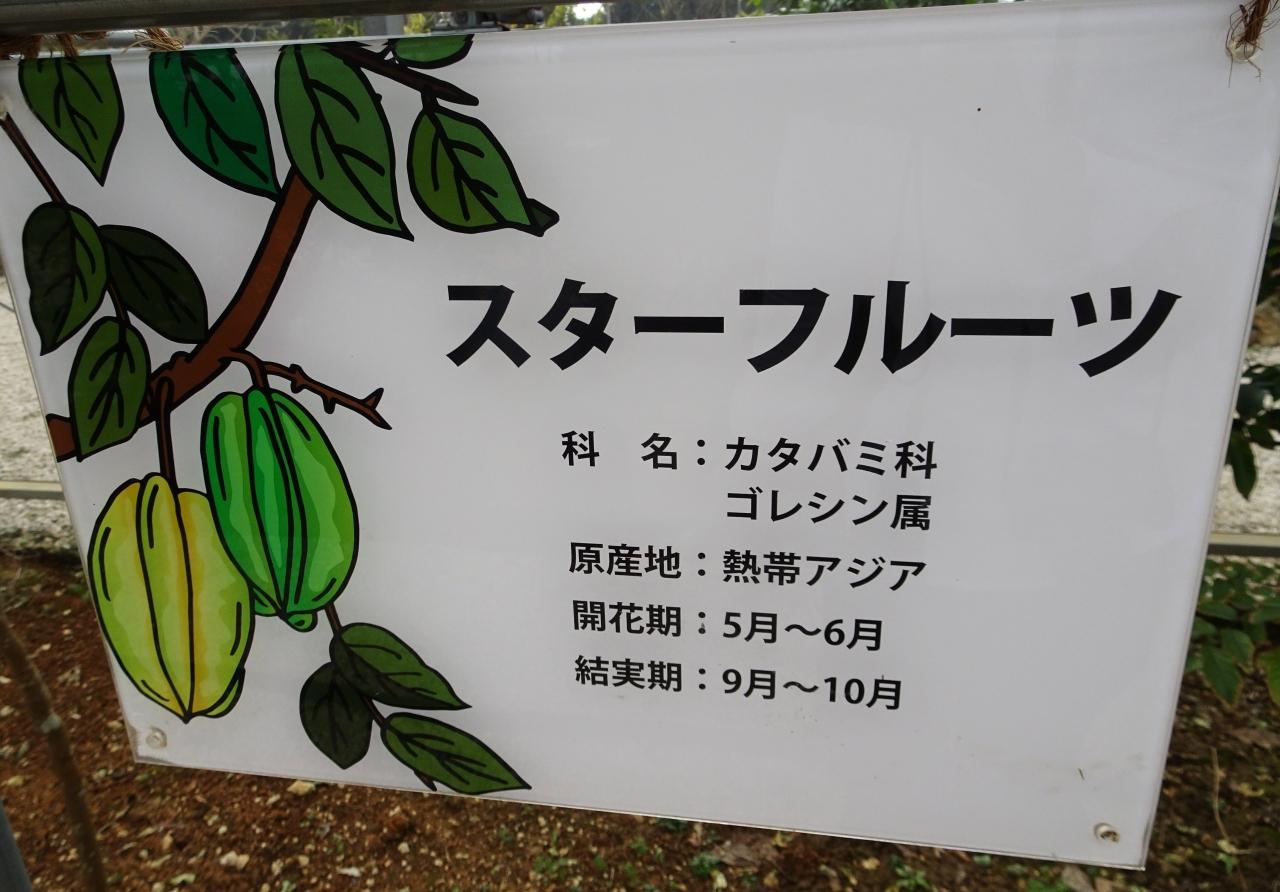 スターフルーツ
科　名：カタバミ科
ゴレシン属
原産地：熱帯アジア
開花期：5月～6月
結実期：9月～10月